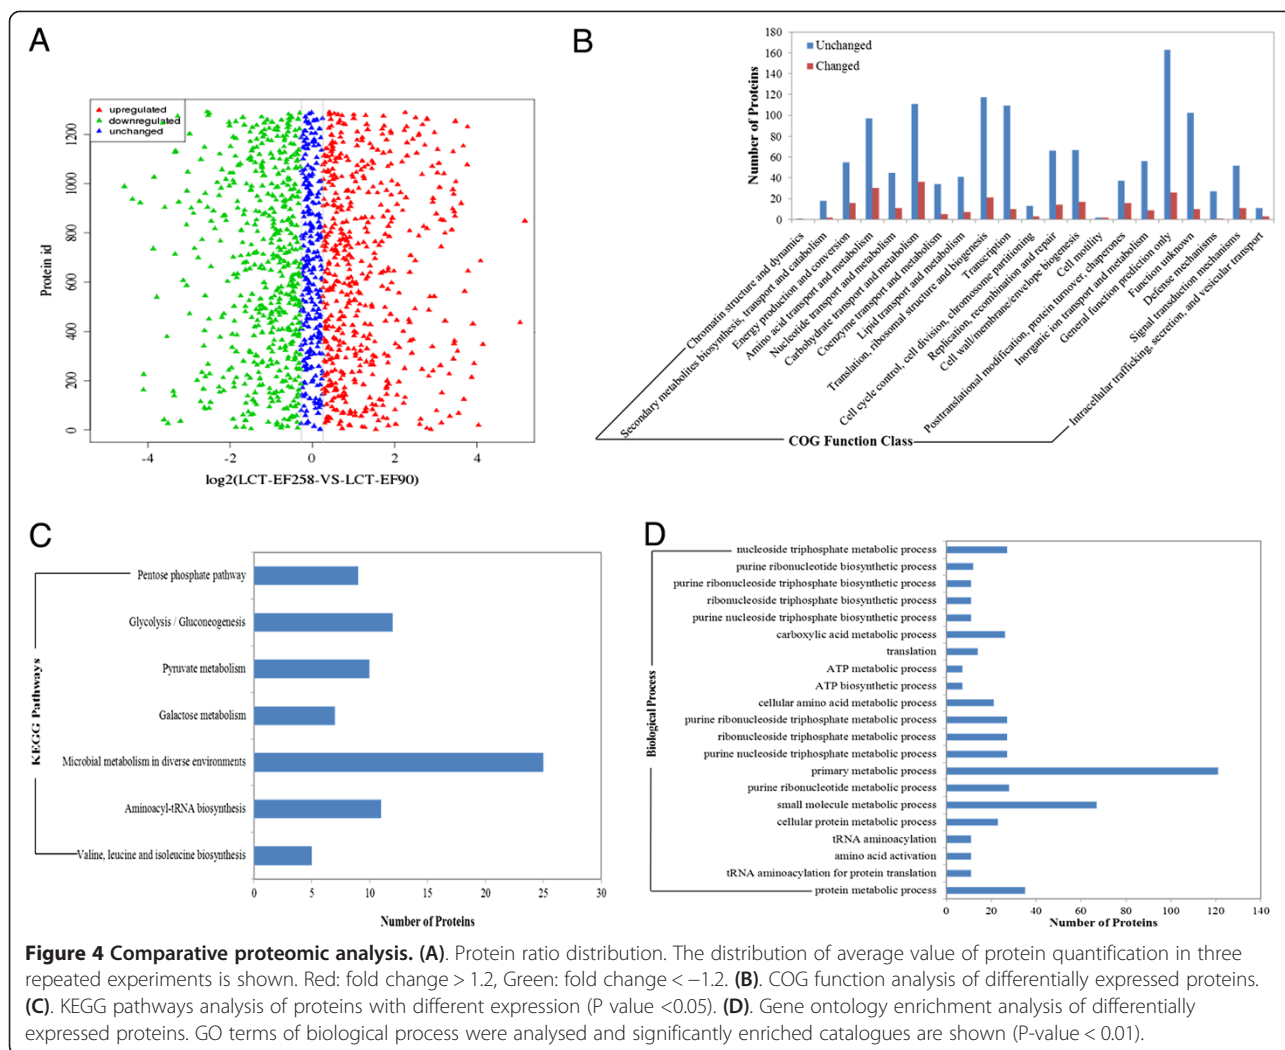 A
upregulated
downregulated
unchanged
Protein id
0
200
400
600
800
1000
1200
-4
-2
0
2
4
log2(LCT-EF258-VS-LCT-EF90)
B
Number of Proteins
180
160
140
120
100
80
60
40
20
0
Unchanged
Changed
Chromatin structure and dynamics
Secondary metabolites biosynthesis, transport and catabolism
Energy production and conversion
Amino acid transport and metabolism
Nucleotide transport and metabolism
Carbohydrate transport and metabolism
Coenzyme transport and metabolism
Lipid transport and metabolism
Translation, ribosomal structure and biogenesis
Transcription
Cell cycle control, cell division, chromosome partitioning
Replication, recombination and repair
Cell wall/membrane/envelope biogenesis
Cell motility
Posttranslational modification, protein turnover, chaperones
Inorganic ion transport and metabolism
General function prediction only
Function unknown
Defense mechanisms
Signal transduction mechanisms
Intracellular trafficking, secretion, and vesicular transport
COG Function Class
C
KEGG Pathways
Pentose phosphate pathway
Glycolysis / Gluconeogenesis
Pyruvate metabolism
Galactose metabolism
Microbial metabolism in diverse environments
Aminoacyl-tRNA biosynthesis
Valine, leucine and isoleucine biosynthesis
0
5
10
15
20
25
30
Number of Proteins
D
Biological Process
nucleoside triphosphate metabolic process
purine ribonucleotide biosynthetic process
purine ribonucleoside triphosphate biosynthetic process
ribonucleoside triphosphate biosynthetic process
purine nucleoside triphosphate biosynthetic process
carboxylic acid metabolic process
translation
ATP metabolic process
ATP biosynthetic process
cellular amino acid metabolic process
purine ribonucleoside triphosphate metabolic process
ribonucleoside triphosphate metabolic process
purine nucleoside triphosphate metabolic process
primary metabolic process
purine ribonucleotide metabolic process
small molecule metabolic process
cellular protein metabolic process
tRNA aminoacylation
amino acid activation
tRNA aminoacylation for protein translation
protein metabolic process
0
20
40
60
80
100
120
140
Number of Proteins
Figure 4 Comparative proteomic analysis. (A). Protein ratio distribution. The distribution of average value of protein quantification in three
repeated experiments is shown. Red: fold change > 1.2, Green: fold change < −1.2. (B). COG function analysis of differentially expressed proteins.
(C). KEGG pathways analysis of proteins with different expression (P value <0.05). (D). Gene ontology enrichment analysis of differentially
expressed proteins. GO terms of biological process were analysed and significantly enriched catalogues are shown (P-value < 0.01).